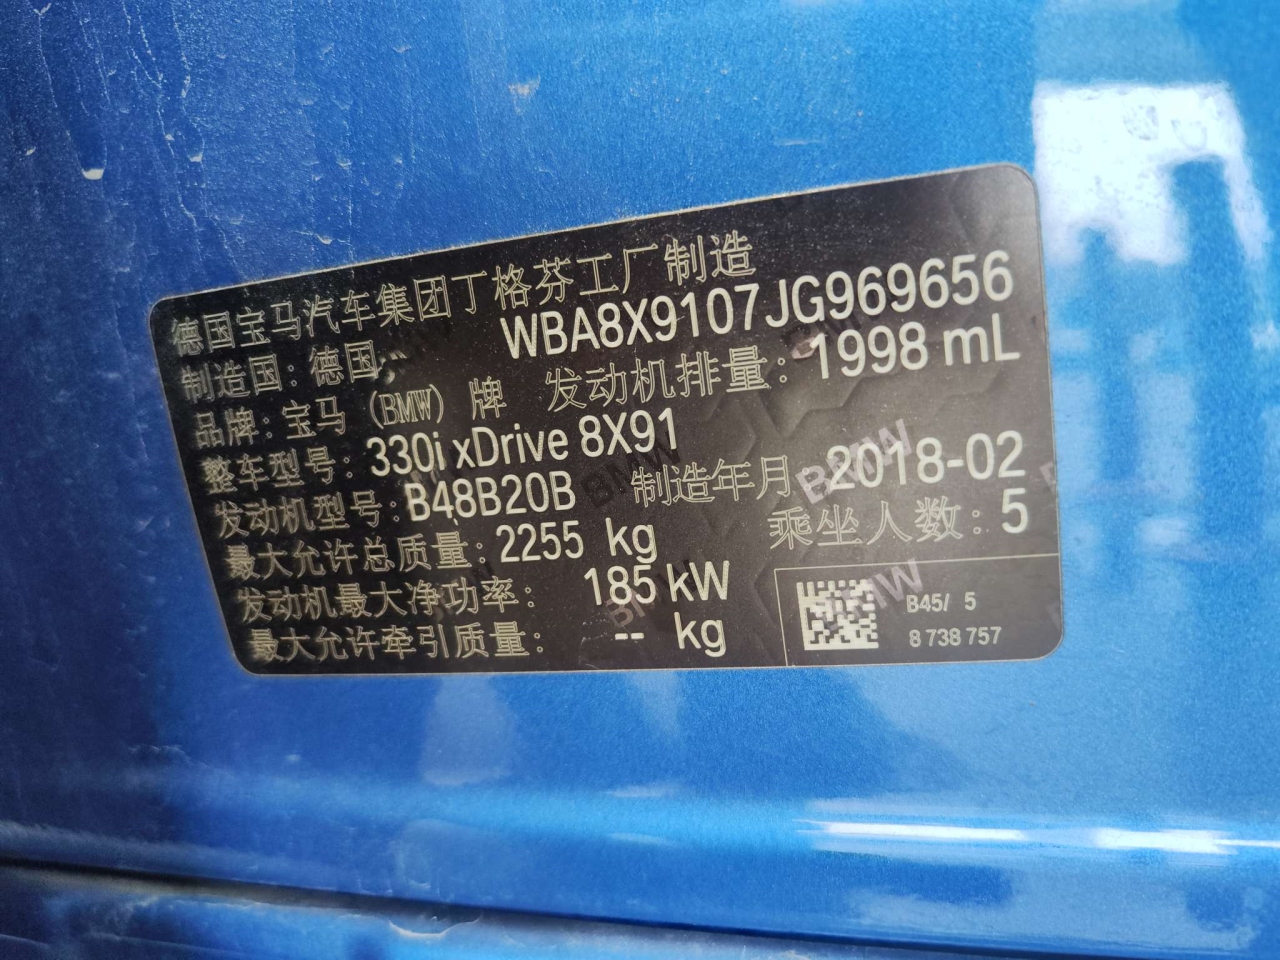 德国宝马汽车集团丁格芬工厂制造
制造国：德国 WBA8X9107JG969656
品牌：宝马 (BMW) 牌 发动机排量：1998 mL
整车型号：330i xDrive 8X91
发动机型号：B48B20B 制造年月：2018-02
最大允许总质量：2255 kg 乘坐人数：5
发动机最大净功率：185 kW
最大允许牵引质量：-- kg
B45/ 5
8 738 757